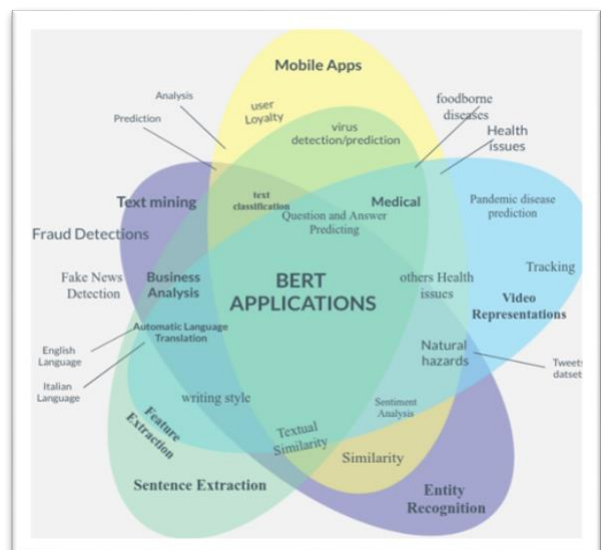 Mobile Apps
Analysis
user
Loyalty
foodborne
diseases
Prediction
virus
detection/prediction
Health
issues
Text mining
text
classification
Medical
Pandemic disease
prediction
Question and Answer
Predicting
Fraud Detections
Fake News
Detection
Business
Analysis
BERT
APPLICATIONS
others Health
issues
Tracking
Video
Representations
Automatic Language
Translation
English
Language
Italian
Language
Natural
hazards
Tweets
datset
writing style
Sentiment
Analysis
Feature
Extraction
Textual
Similarity
Similarity
Sentence Extraction
Entity
Recognition